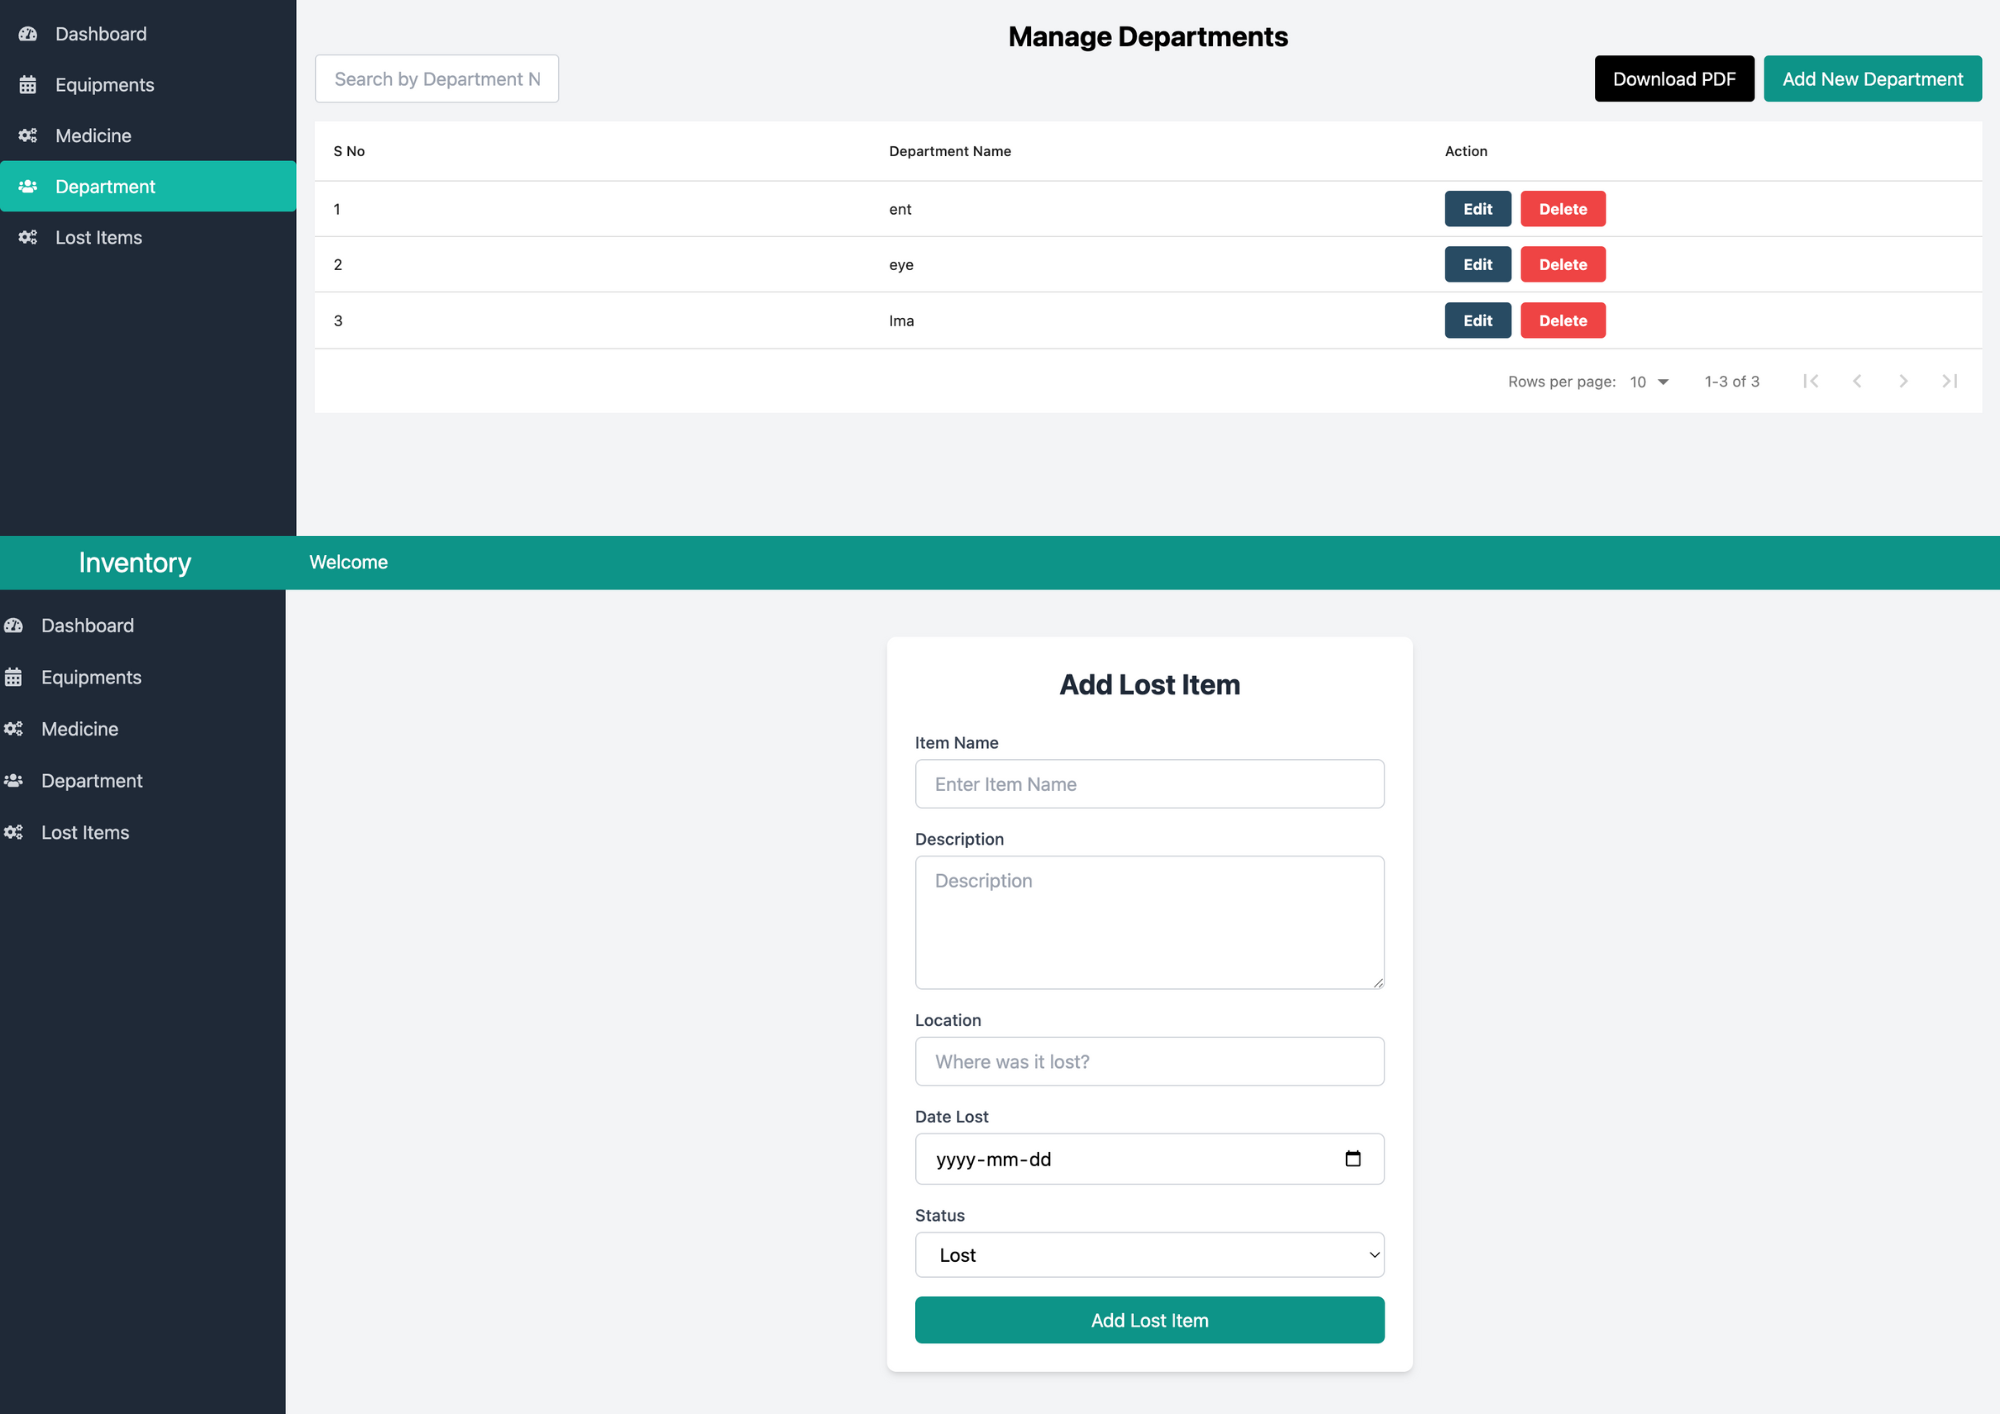 Dashboard
Equipments
Medicine
Department
Lost Items
Manage Departments
Search by Department N
Download PDF
Add New Department
S No Department Name Action
1 ent Edit Delete
2 eye Edit Delete
3 lma Edit Delete
Rows per page: 10 1-3 of 3
Inventory Welcome
Dashboard
Equipments
Medicine
Department
Lost Items
Add Lost Item
Item Name
Enter Item Name
Description
Description
Location
Where was it lost?
Date Lost
yyyy-mm-dd
Status
Lost
Add Lost Item